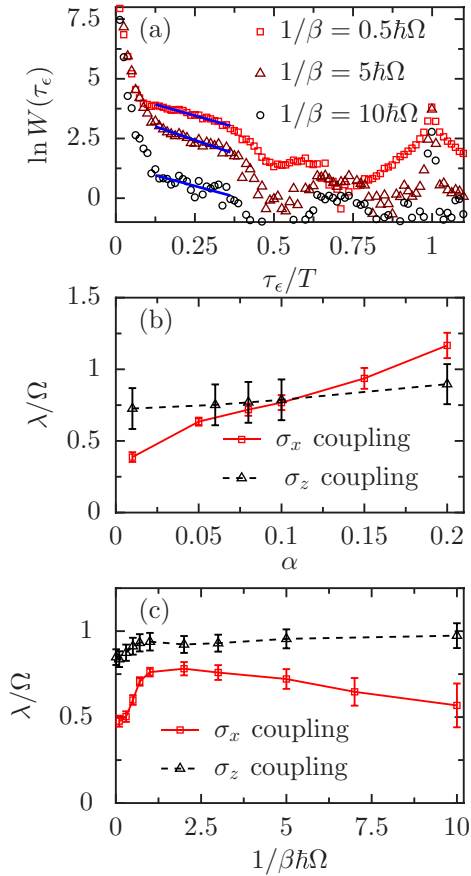 (a)
1/β = 0.5ħΩ
1/β = 5ħΩ
1/β = 10ħΩ
ln W(τ_ϵ)
7.5
5
2.5
0
0 0.25 0.5 0.75 1
τ_ϵ/T
(b)
λ/Ω
1.5
1
0.5
0
σ_x coupling
σ_z coupling
0 0.05 0.1 0.15 0.2
α
(c)
λ/Ω
1
0.5
0
σ_x coupling
σ_z coupling
0 2.5 5 7.5 10
1/βħΩ